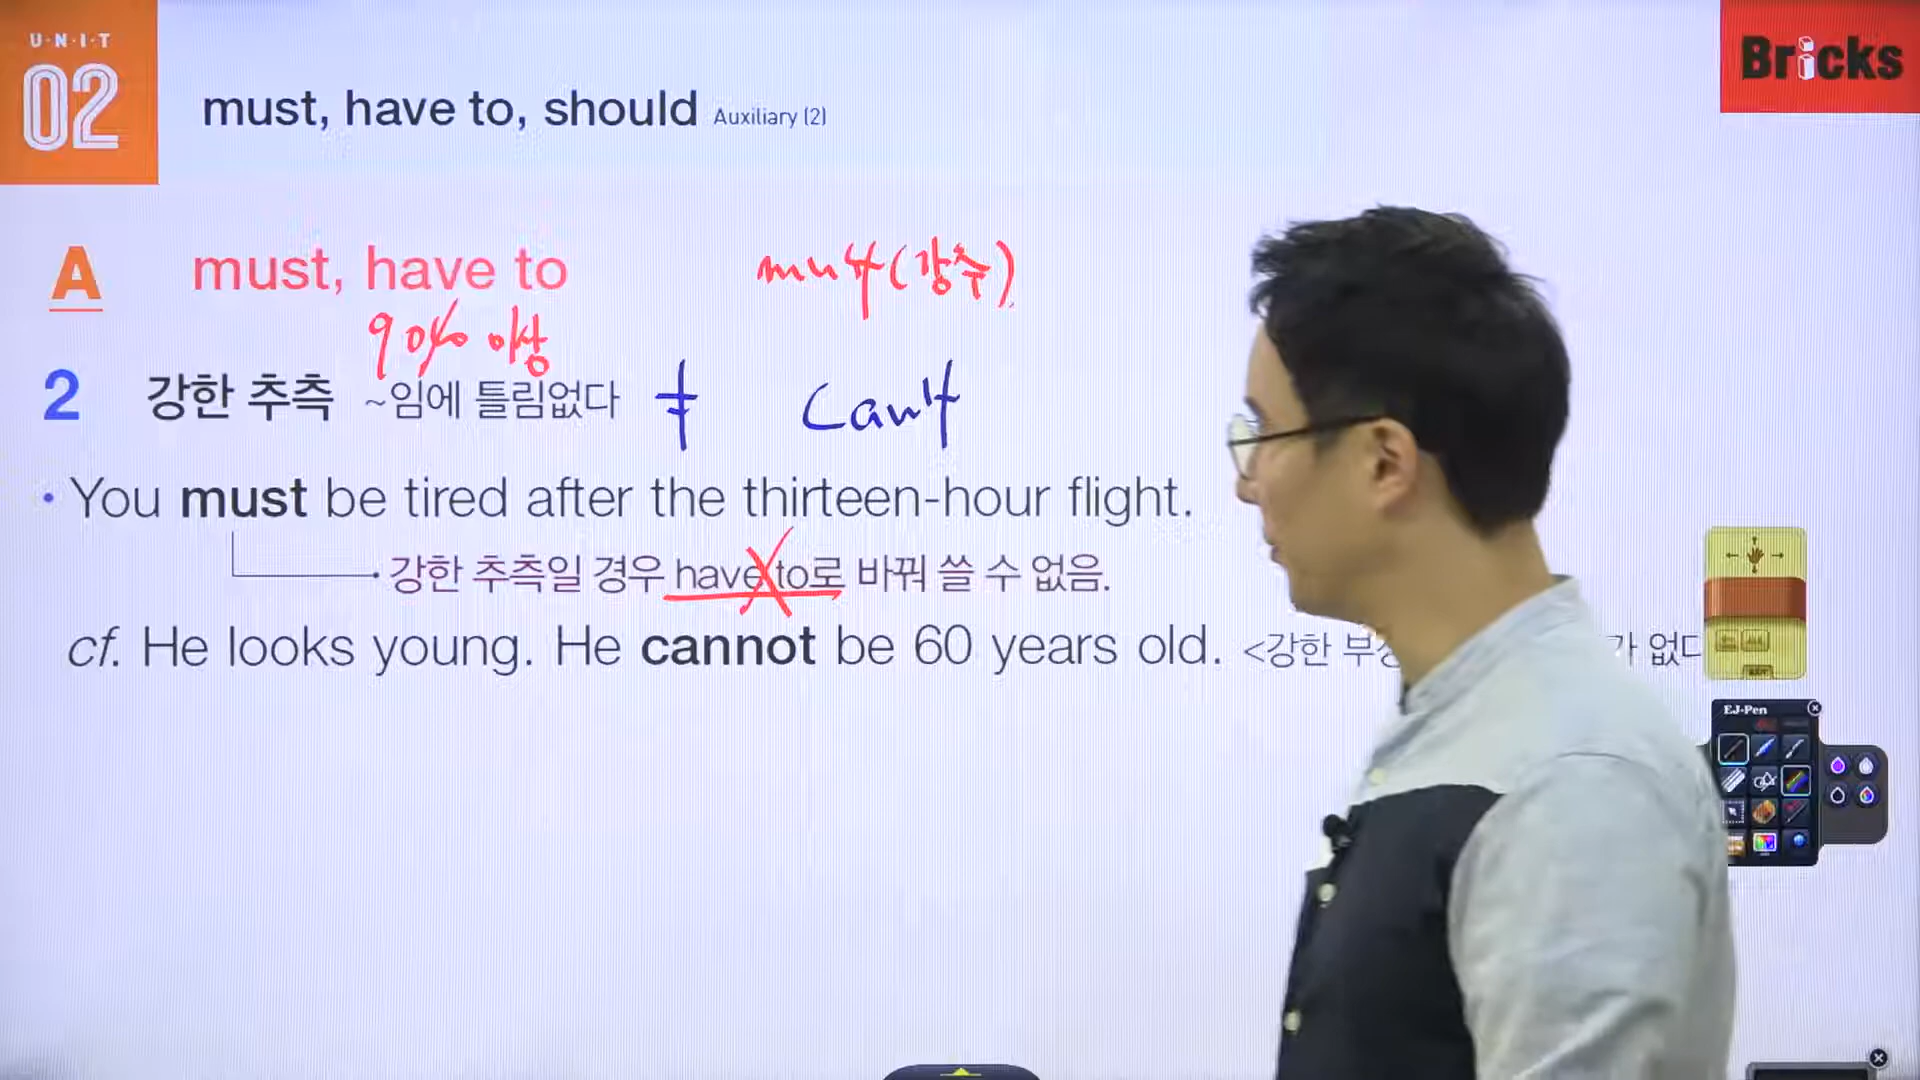 U·N·I·T
02
must, have to, should Auxiliary (2)
Bricks
A must, have to must(강추)
90% 이상
2 강한 추측 ~임에 틀림없다 ≠ can't
• You must be tired after the thirteen-hour flight.
강한 추측일 경우 have to로 바꿔 쓸 수 없음.
cf. He looks young. He cannot be 60 years old. <강한 부정 가 없다
EJ-Pen